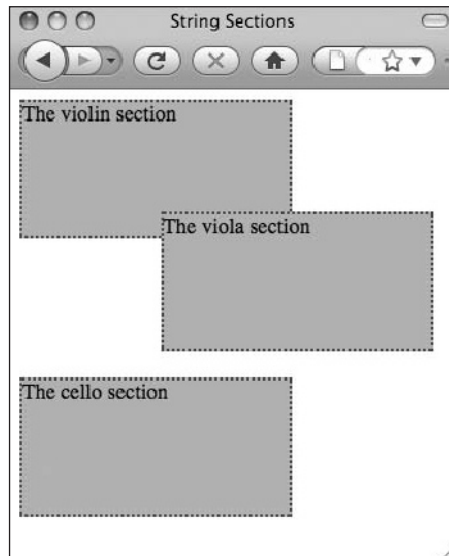 String Sections
The violin section
The viola section
The cello section